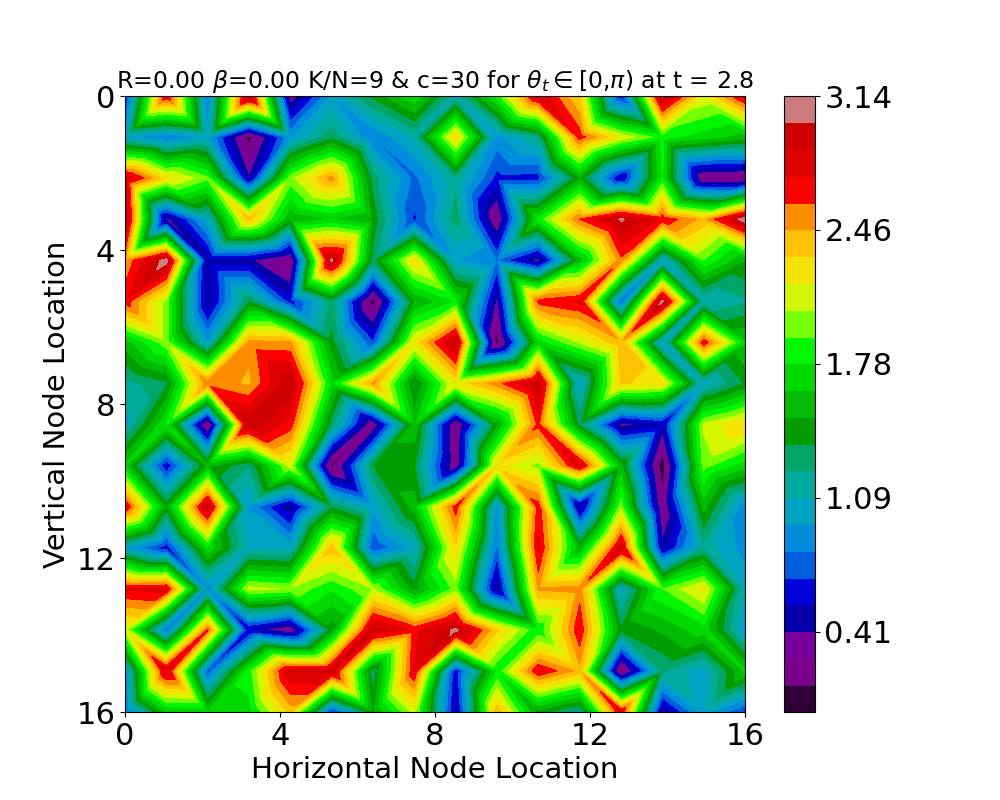 R=0.00 β=0.00 K/N=9 & c=30 for θ_t ∈ [0,π) at t = 2.8
0
4
8
12
16
Vertical Node Location
0 4 8 12 16
Horizontal Node Location
3.14
2.46
1.78
1.09
0.41